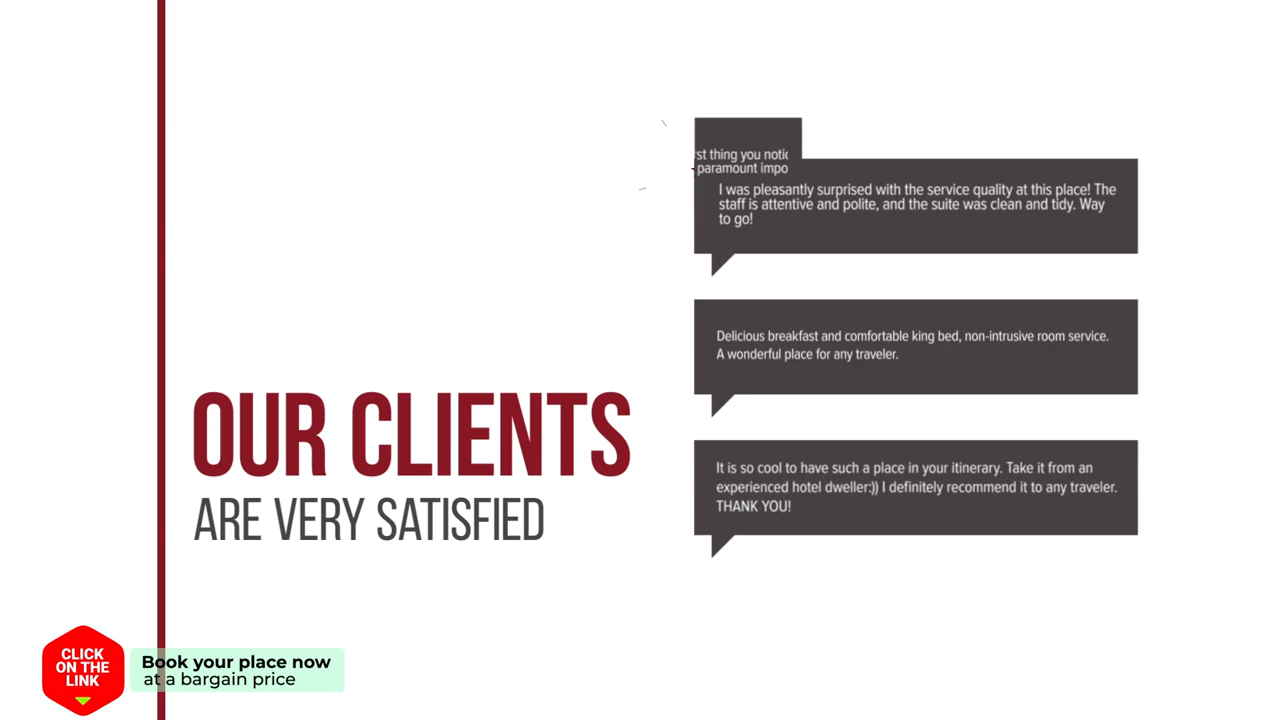 OUR CLIENTS
ARE VERY SATISFIED
thing you
paramount
I was pleasantly surprised with the service quality at this place! The
staff is attentive and polite, and the suite was clean and tidy. Way
to go!
Delicious breakfast and comfortable king bed, non-intrusive room service.
A wonderful place for any traveler.
It is so cool to have such a place in your itinerary. Take it from an
experienced hotel dweller:)) I definitely recommend it to any traveler.
THANK YOU!
CLICK
ON THE
LINK
Book your place now
at a bargain price